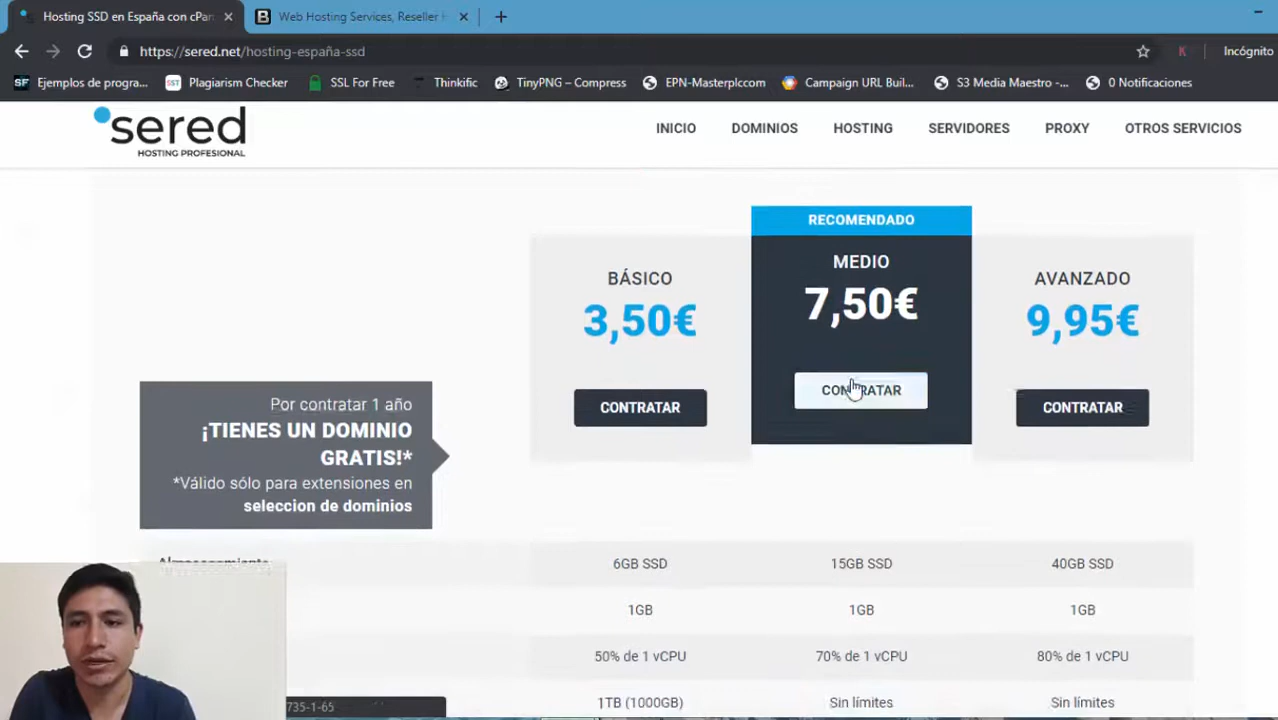 Hosting SSD en España con cPan
Web Hosting Services, Reseller H
https://sered.net/hosting-españa-ssd
Incógnito
Ejemplos de progra...
Plagiarism Checker
SSL For Free
Thinkific
TinyPNG – Compress
EPN-Masterplccom
Campaign URL Buil...
S3 Media Maestro -...
0 Notificaciones
sered
HOSTING PROFESIONAL
INICIO
DOMINIOS
HOSTING
SERVIDORES
PROXY
OTROS SERVICIOS
RECOMENDADO
BÁSICO
3,50€
CONTRATAR
MEDIO
7,50€
CONTRATAR
AVANZADO
9,95€
CONTRATAR
Por contratar 1 año
¡TIENES UN DOMINIO
GRATIS!*
*Válido sólo para extensiones en
seleccion de dominios
Almacenamiento
6GB SSD
15GB SSD
40GB SSD
1GB
1GB
1GB
50% de 1 vCPU
70% de 1 vCPU
80% de 1 vCPU
1TB (1000GB)
Sin límites
Sin límites
735-1-65